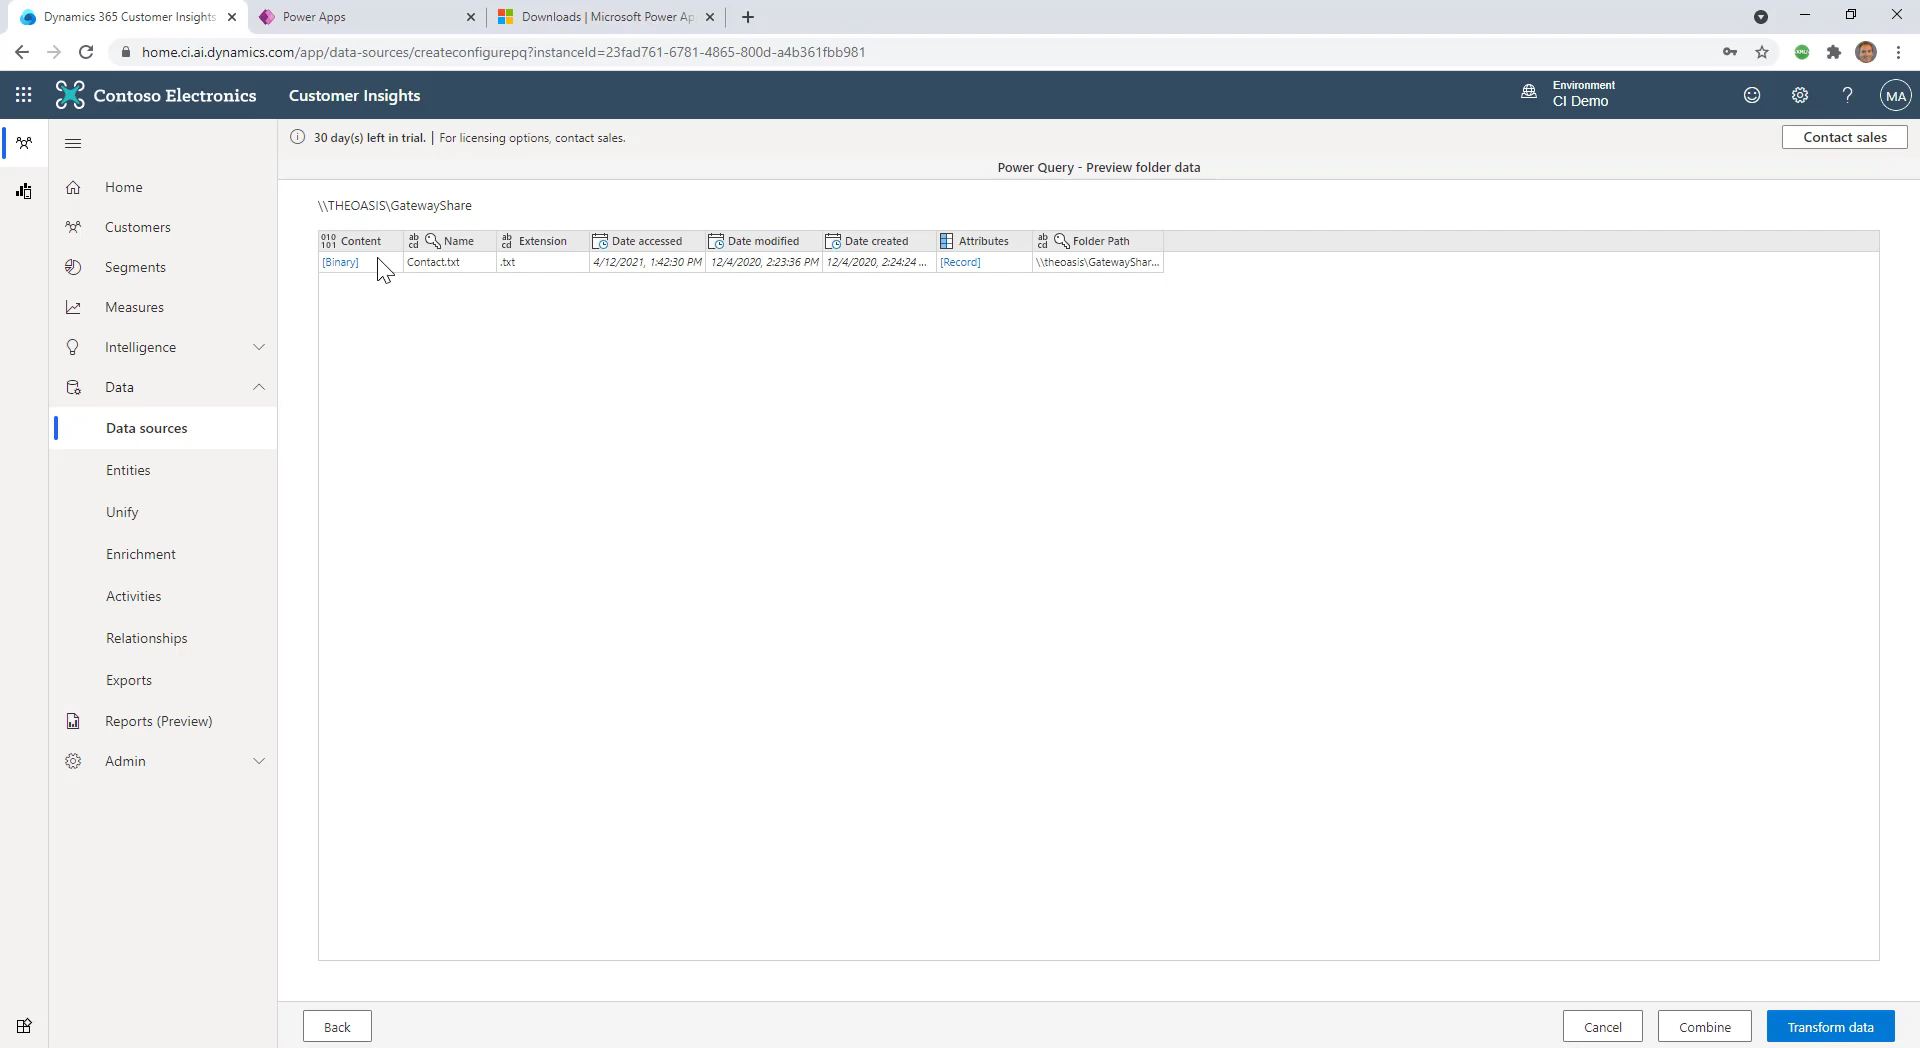 Dynamics 365 Customer Insights
Power Apps
Downloads | Microsoft Power Ap
home.ci.ai.dynamics.com/app/data-sources/createconfigurepq?instanceId=23fad761-6781-4865-800d-a4b361fbb981
Contoso Electronics
Customer Insights
Environment
CI Demo
MA
30 day(s) left in trial. | For licensing options, contact sales.
Contact sales
Power Query - Preview folder data
Home
Customers
Segments
Measures
Intelligence
Data
Data sources
Entities
Unify
Enrichment
Activities
Relationships
Exports
Reports (Preview)
Admin
\\THEOASIS\GatewayShare
Content Name Extension Date accessed Date modified Date created Attributes Folder Path
[Binary] Contact.txt .txt 4/12/2021, 1:42:30 PM 12/4/2020, 2:23:36 PM 12/4/2020, 2:24:24 ... [Record] \\theoasis\GatewayShar...
Back
Cancel
Combine
Transform data